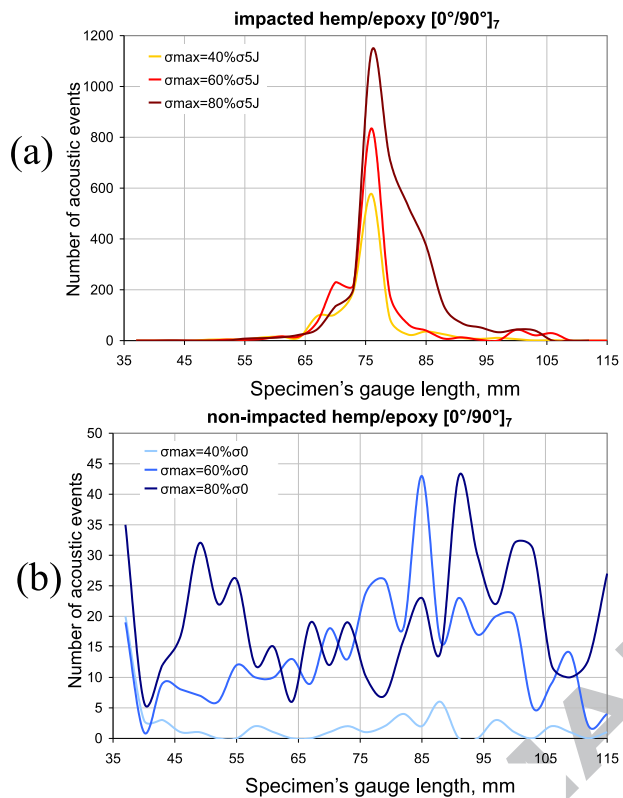 (a)
impacted hemp/epoxy [0°/90°]₇
Number of acoustic events
1200
1000
800
600
400
200
0
σmax=40%σ5J
σmax=60%σ5J
σmax=80%σ5J
35 45 55 65 75 85 95 105 115
Specimen's gauge length, mm
(b)
non-impacted hemp/epoxy [0°/90°]₇
Number of acoustic events
50
45
40
35
30
25
20
15
10
5
0
σmax=40%σ0
σmax=60%σ0
σmax=80%σ0
35 45 55 65 75 85 95 105 115
Specimen's gauge length, mm